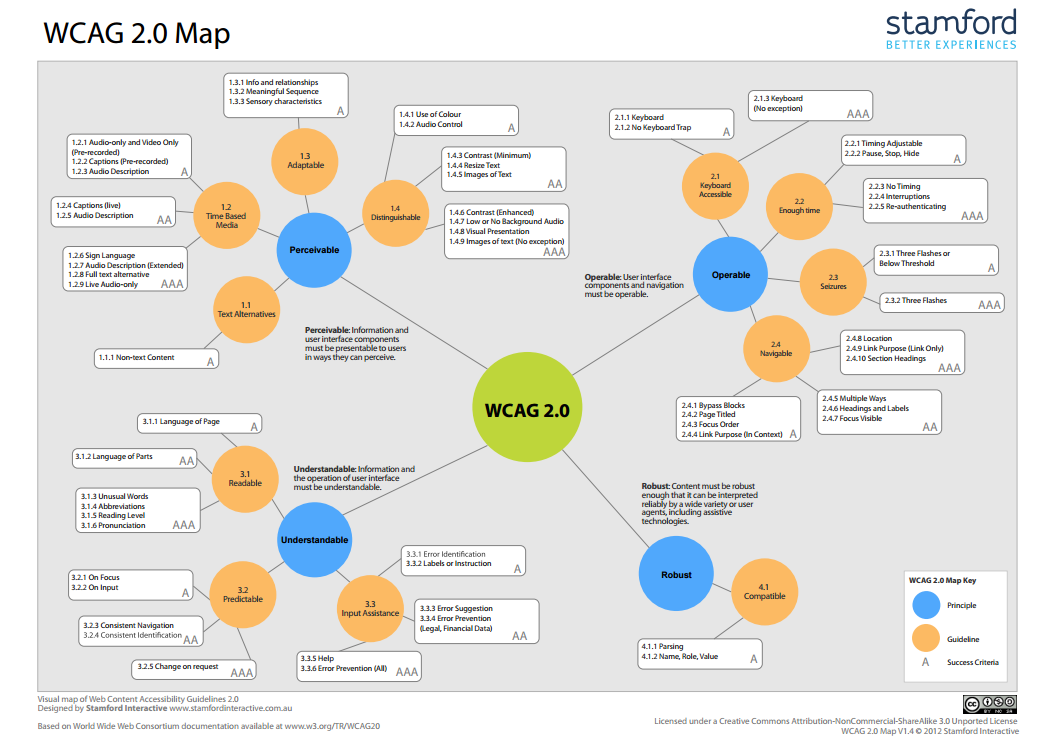 WCAG 2.0 Map
stamford
BETTER EXPERIENCES
1.3.1 Info and relationships
1.3.2 Meaningful Sequence
1.3.3 Sensory characteristics
A
1.3
Adaptable
1.4.1 Use of Colour
1.4.2 Audio Control
A
1.4.3 Contrast (Minimum)
1.4.4 Resize Text
1.4.5 Images of Text
AA
1.4.6 Contrast (Enhanced)
1.4.7 Low or No Background Audio
1.4.8 Visual Presentation
1.4.9 Images of text (No exception)
AAA
1.4
Distinguishable
1.2.1 Audio-only and Video Only
(Pre-recorded)
1.2.2 Captions (Pre-recorded)
1.2.3 Audio Description
A
1.2.4 Captions (live)
1.2.5 Audio Description
AA
1.2.6 Sign Language
1.2.7 Audio Description (Extended)
1.2.8 Full text alternative
1.2.9 Live Audio-only
AAA
1.2
Time Based
Media
Perceivable
1.1
Text Alternatives
1.1.1 Non-text Content
A
Perceivable: Information and
user interface components
must be presentable to users
in ways they can perceive.
2.1.1 Keyboard
2.1.2 No Keyboard Trap
A
2.1.3 Keyboard
(No exception)
AAA
2.1
Keyboard
Accessible
2.2.1 Timing Adjustable
2.2.2 Pause, Stop, Hide
A
2.2.3 No Timing
2.2.4 Interruptions
2.2.5 Re-authenticating
AAA
2.2
Enough time
Operable: User interface
components and navigation
must be operable.
Operable
2.3
Seizures
2.3.1 Three Flashes or
Below Threshold
A
2.3.2 Three Flashes
AAA
2.4
Navigable
2.4.8 Location
2.4.9 Link Purpose (Link Only)
2.4.10 Section Headings
AAA
2.4.1 Bypass Blocks
2.4.2 Page Titled
2.4.3 Focus Order
2.4.4 Link Purpose (In Context)
A
2.4.5 Multiple Ways
2.4.6 Headings and Labels
2.4.7 Focus Visible
AA
WCAG 2.0
3.1.1 Language of Page
A
3.1.2 Language of Parts
AA
3.1.3 Unusual Words
3.1.4 Abbreviations
3.1.5 Reading Level
3.1.6 Pronunciation
AAA
3.1
Readable
Understandable: Information and
the operation of user interface
must be understandable.
Understandable
3.2.1 On Focus
3.2.2 On Input
A
3.2.3 Consistent Navigation
3.2.4 Consistent Identification
AA
3.2.5 Change on request
AAA
3.2
Predictable
3.3
Input Assistance
3.3.1 Error Identification
3.3.2 Labels or Instruction
A
3.3.3 Error Suggestion
3.3.4 Error Prevention
(Legal, Financial Data)
AA
3.3.5 Help
3.3.6 Error Prevention (All)
AAA
Robust: Content must be robust
enough that it can be interpreted
reliably by a wide variety or user
agents, including assistive
technologies.
Robust
4.1
Compatible
4.1.1 Parsing
4.1.2 Name, Role, Value
A
WCAG 2.0 Map Key
Principle
Guideline
A
Success Criteria
Visual map of Web Content Accessibility Guidelines 2.0
Designed by Stamford Interactive www.stamfordinteractive.com.au
Based on World Wide Web Consortium documentation available at www.w3.org/TR/WCAG20
cc
BY NC SA
Licensed under a Creative Commons Attribution-NonCommercial-ShareAlike 3.0 Unported License
WCAG 2.0 Map V1.4 © 2012 Stamford Interactive